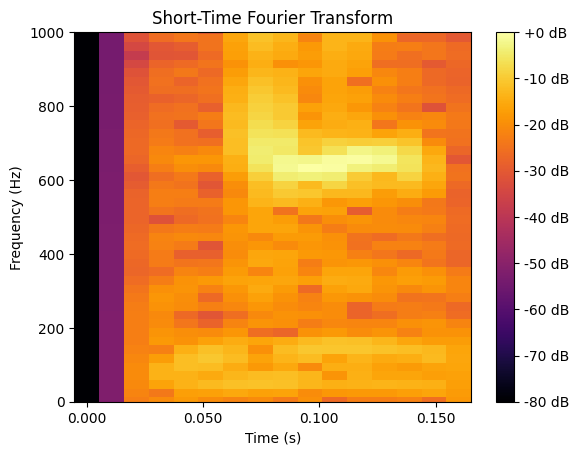 Short-Time Fourier Transform
Frequency (Hz)
1000
800
600
400
200
0
0.000
0.050
0.100
0.150
Time (s)
+0 dB
-10 dB
-20 dB
-30 dB
-40 dB
-50 dB
-60 dB
-70 dB
-80 dB